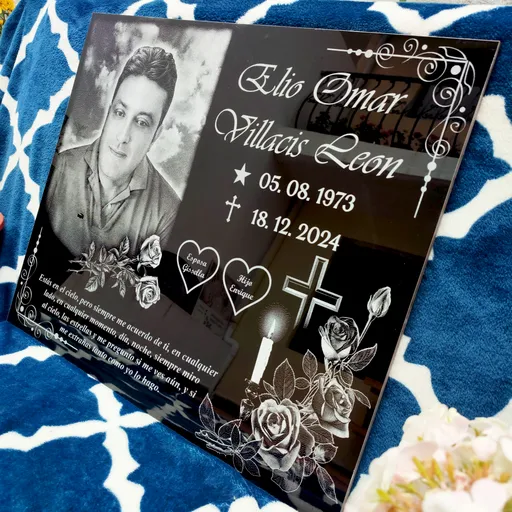 Elio Omar
Villacis Leon
05. 08. 1973
18. 12. 2024
Esposa
Gisella
Hijo
Enrique
Estás en el cielo, pero siempre me acuerdo de ti, en cualquier
lado, en cualquier momento, dia, noche, siempre miro
al cielo, las estrellas y me pregunto si me ves aún, y si
me extrañas tanto como yo lo hago...